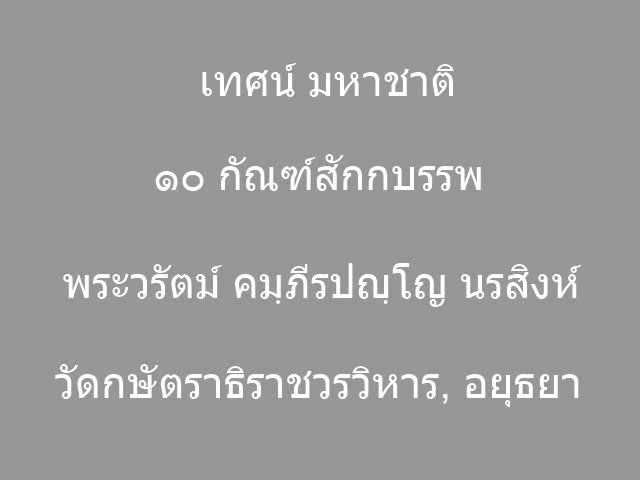 เทศน์ มหาชาติ
๑๐ กัณฑ์สักกบรรพ
พระวรัตม์ คมฺภีรปญฺโญ นรสิงห์
วัดกษัตราธิราชวรวิหาร, อยุธยา